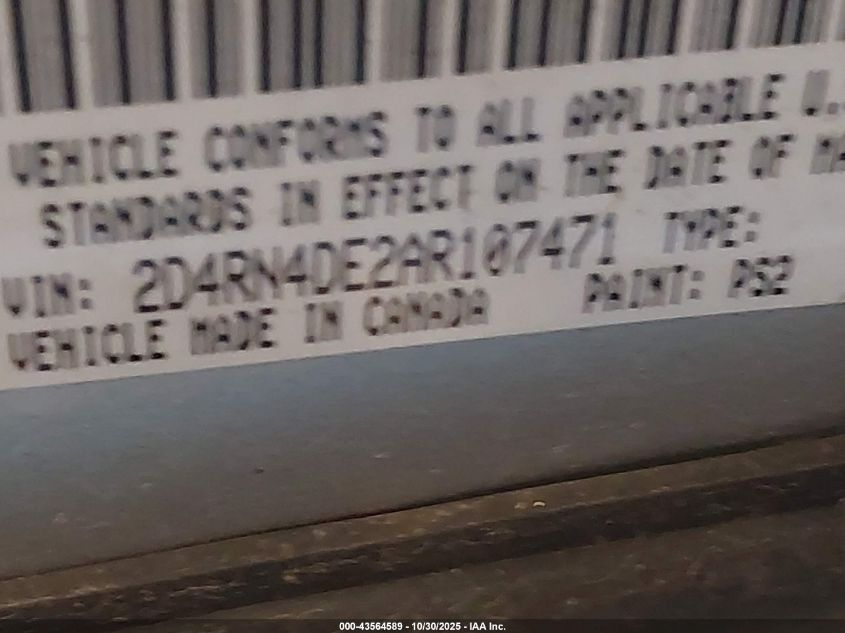 VEHICLE CONFORMS TO ALL APPLICABLE U.
STANDARDS IN EFFECT ON THE DATE OF MA
VIN: 2D4RN4DE2AR107471 TYPE:
VEHICLE MADE IN CANADA PAINT: PS2
000-43564589 - 10/30/2025 - IAA Inc.